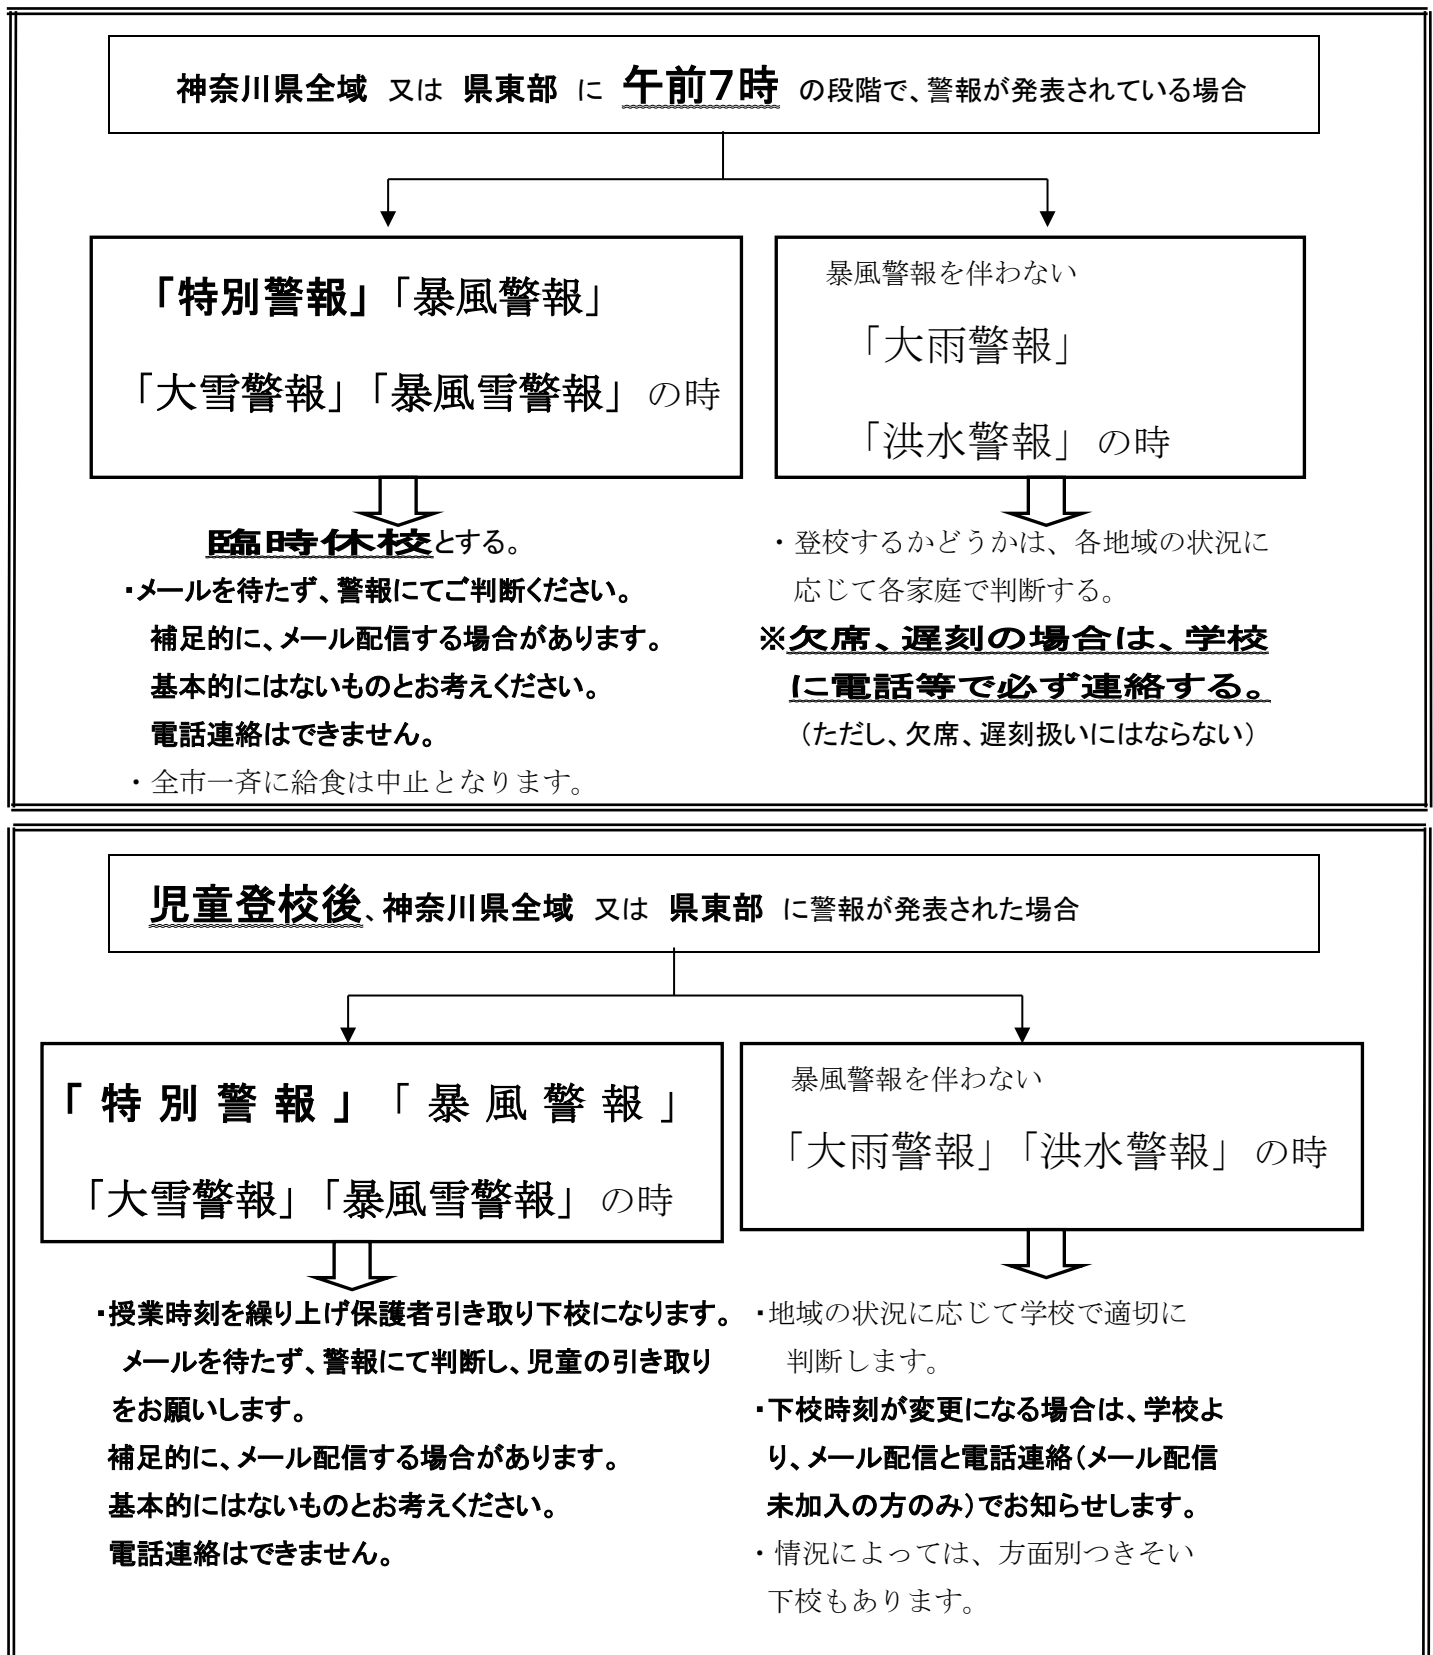 神奈川県全域 又は 県東部 に 午前7時 の段階で、警報が発表されている場合
「特別警報」「暴風警報」
「大雪警報」「暴風雪警報」の時
暴風警報を伴わない
「大雨警報」
「洪水警報」の時
臨時休校とする。
・メールを待たず、警報にてご判断ください。
補足的に、メール配信する場合があります。
基本的にはないものとお考えください。
電話連絡はできません。
・全市一斉に給食は中止となります。
・登校するかどうかは、各地域の状況に
応じて各家庭で判断する。
※欠席、遅刻の場合は、学校
に電話等で必ず連絡する。
（ただし、欠席、遅刻扱いにはならない）
児童登校後、神奈川県全域 又は 県東部 に警報が発表された場合
「特別警報」「暴風警報」
「大雪警報」「暴風雪警報」の時
暴風警報を伴わない
「大雨警報」「洪水警報」の時
・授業時刻を繰り上げ保護者引き取り下校になります。
メールを待たず、警報にて判断し、児童の引き取り
をお願いします。
補足的に、メール配信する場合があります。
基本的にはないものとお考えください。
電話連絡はできません。
・地域の状況に応じて学校で適切に
判断します。
・下校時刻が変更になる場合は、学校よ
り、メール配信と電話連絡（メール配信
未加入の方のみ）でお知らせします。
・情況によっては、方面別つきそい
下校もあります。